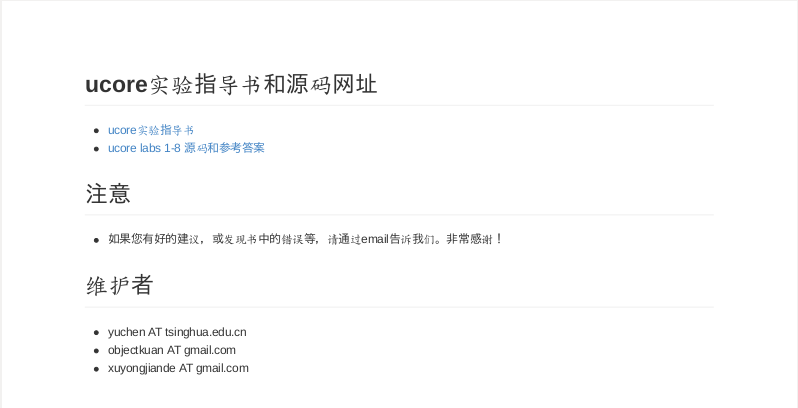 ucore实验指导书和源码网址
ucore实验指导书
ucore labs 1-8 源码和参考答案
注意
如果您有好的建议，或发现书中的错误等，请通过email告诉我们。非常感谢！
维护者
yuchen AT tsinghua.edu.cn
objectkuan AT gmail.com
xuyongjiande AT gmail.com